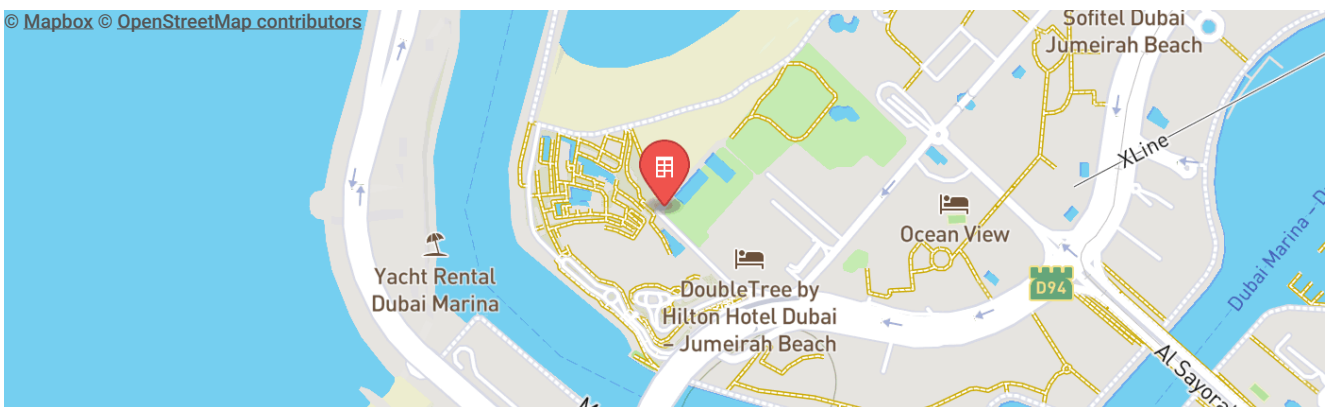 © Mapbox © OpenStreetMap contributors
Sofitel Dubai
Jumeirah Beach
XLine
Ocean View
Yacht Rental
Dubai Marina
DoubleTree by
Hilton Hotel Dubai
– Jumeirah Beach
D94
Dubai Marina – D
Al Sayora